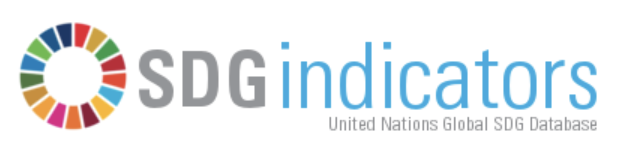 SDG indicators
United Nations Global SDG Database